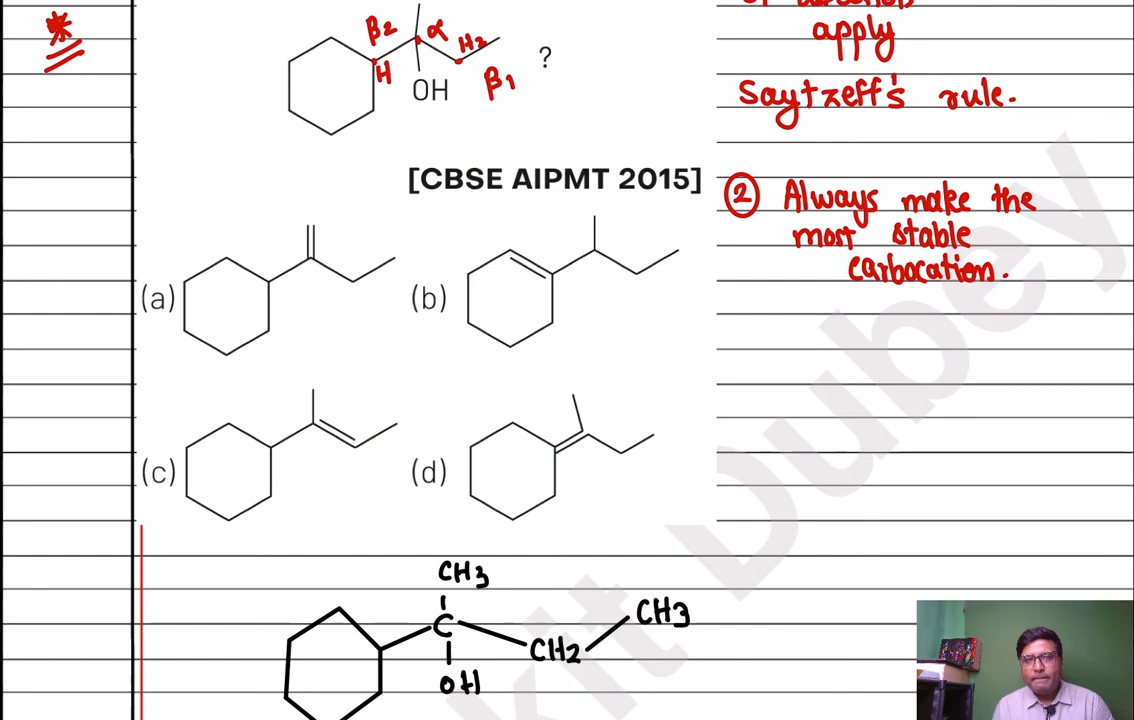 apply
Saytzeff's rule.
β2 α
H2
H
OH
β1
?
[CBSE AIPMT 2015]
② Always make the
most stable
carbocation.
(a)
(b)
(c)
(d)
CH3
C
CH3
CH2
OH
Dubey